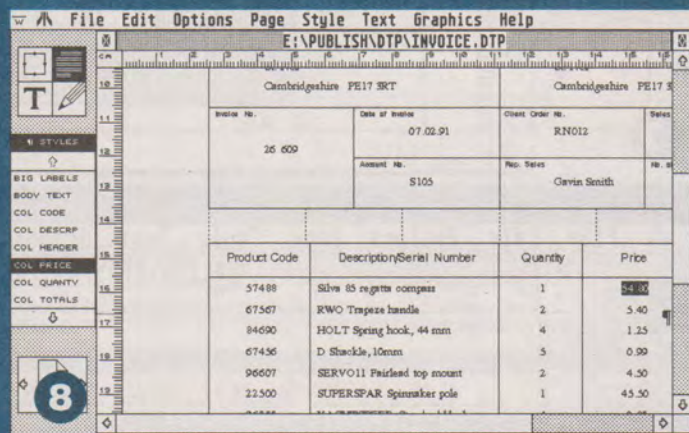 File Edit Options Page Style Text Graphics Help
E:\PUBLISH\DTP\INVOICE.DTP
CM
Cambridgeshire PE17 3RT
Cambridgeshire PE17
Invoice No.
Date of Invoice
Client Order No.
Sales
26 609
07.02.91
RN012
Account No.
Rep. Sales
S105
Gavin Smith
T
¶ STYLES
BIG LABELS
BODY TEXT
COL CODE
COL DESCRP
COL HEADER
COL PRICE
COL QUANTY
COL TOTALS
Product Code Description/Serial Number Quantity Price
57488 Silva 85 regatta compass 1 54.80
67567 RWO Trapeze handle 2 5.40
84690 HOLT Spring hook, 44 mm 4 1.25
67456 D Shackle, 10mm 5 0.99
96607 SERVO11 Fairlead top mount 2 4.50
22500 SUPERSPAR Spinnaker pole 1 45.50
8